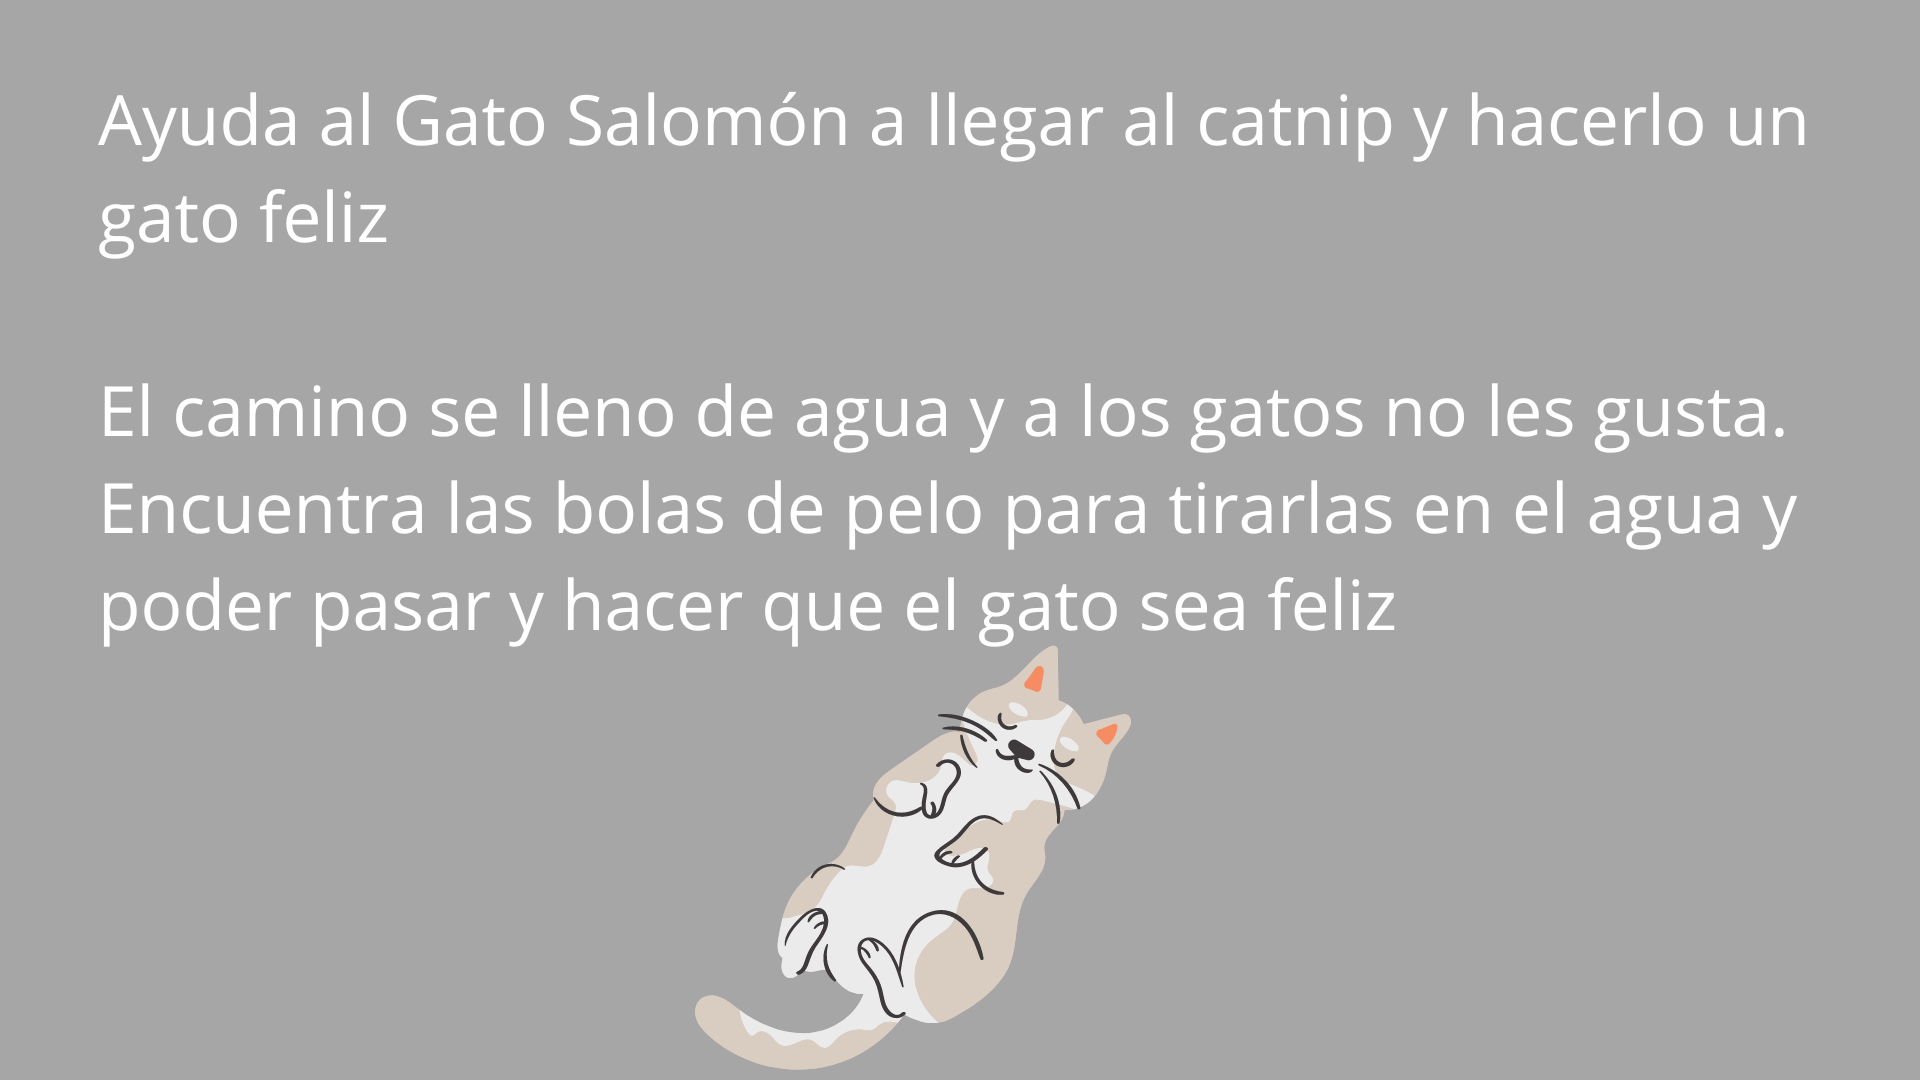 Ayuda al Gato Salomón a llegar al catnip y hacerlo un
gato feliz
El camino se lleno de agua y a los gatos no les gusta.
Encuentra las bolas de pelo para tirarlas en el agua y
poder pasar y hacer que el gato sea feliz